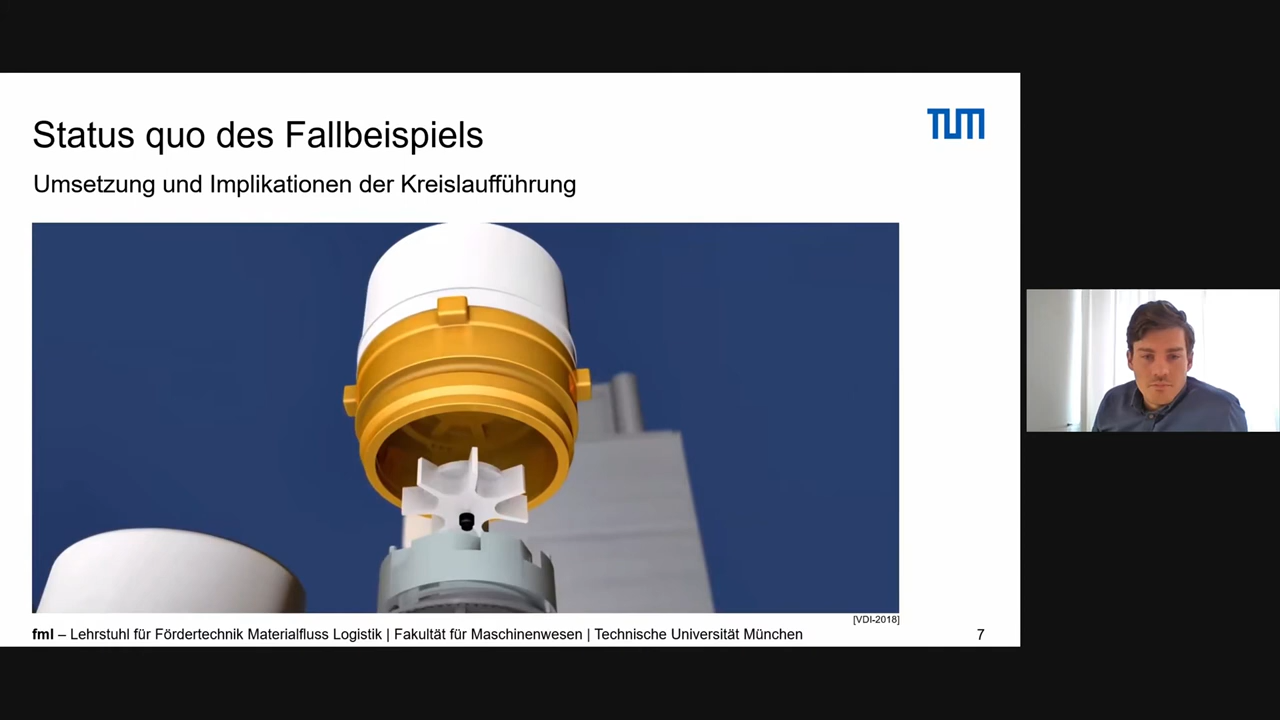 Status quo des Fallbeispiels
TUM
Umsetzung und Implikationen der Kreislaufführung
[VDI-2018]
fml – Lehrstuhl für Fördertechnik Materialfluss Logistik | Fakultät für Maschinenwesen | Technische Universität München
7